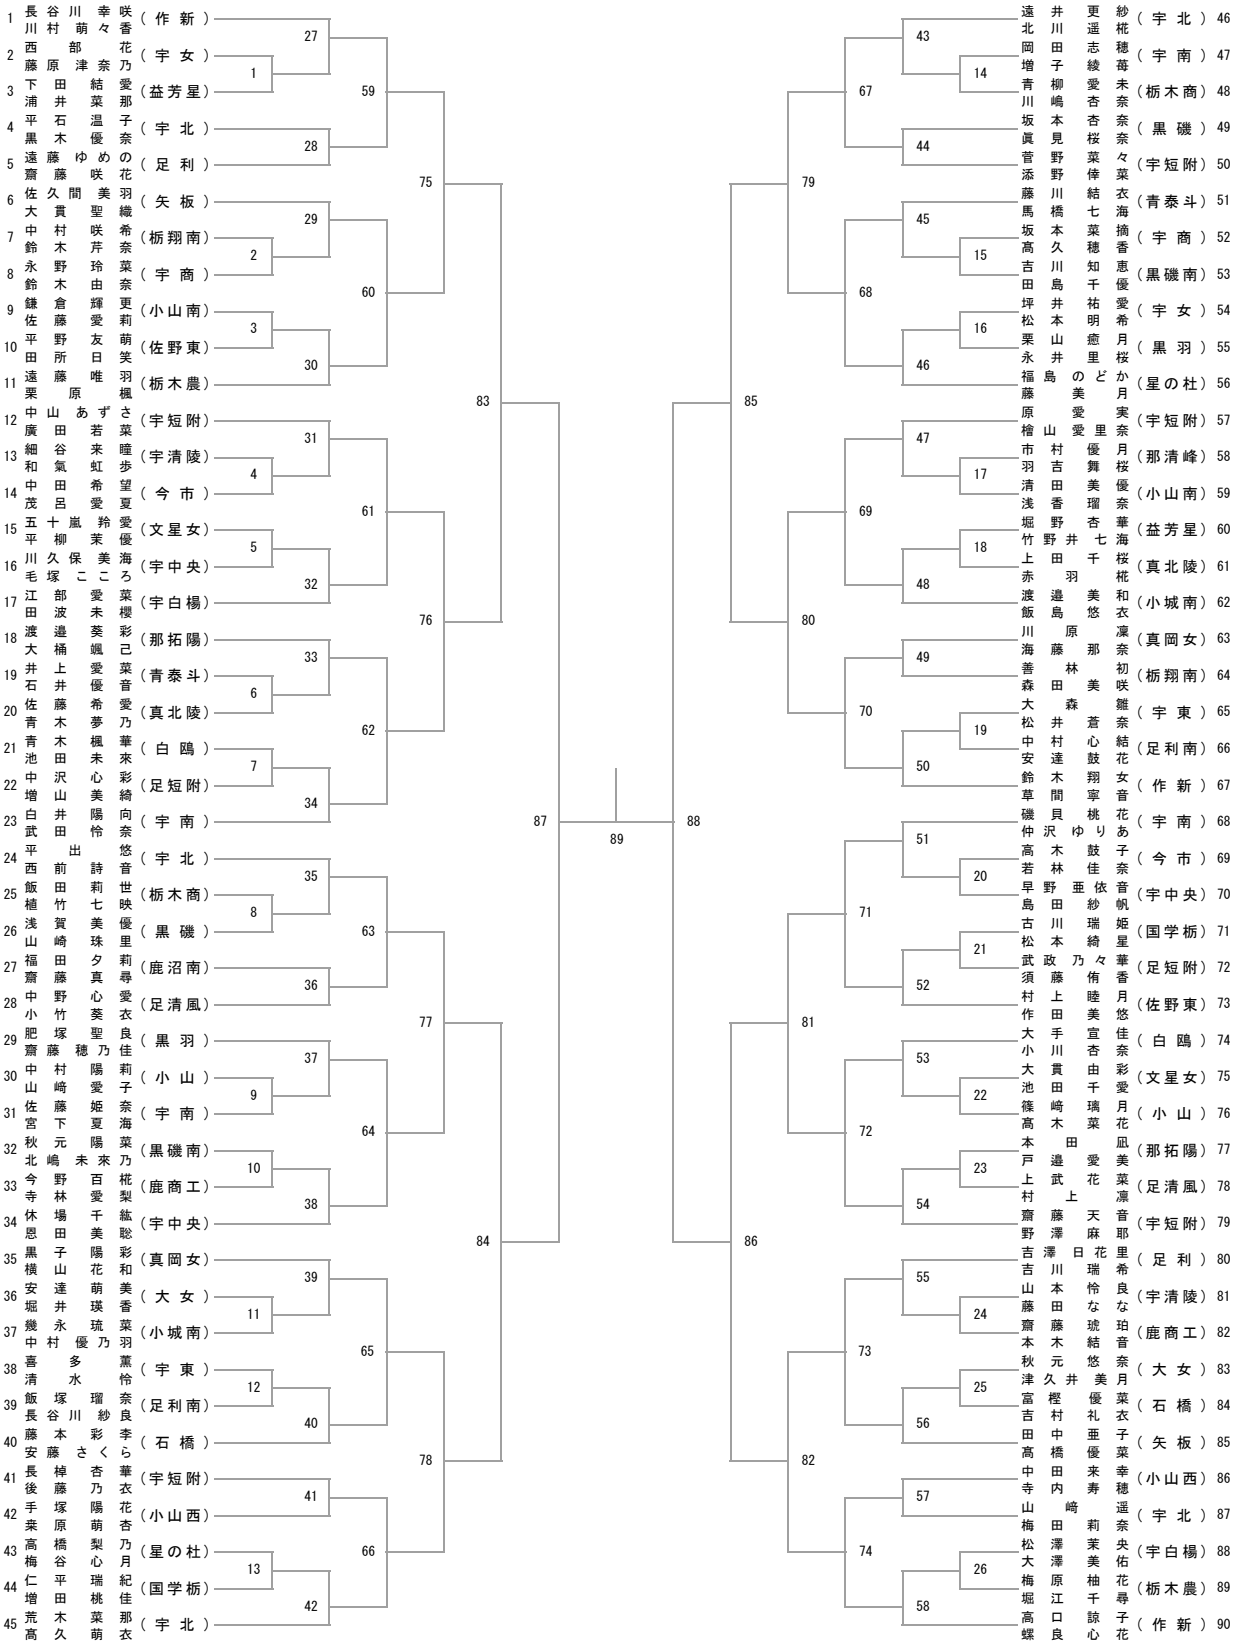 1 長谷川 幸咲 川村 萌々香 (作新)
2 西部 花 藤原 津奈乃 (宇女)
3 下田 結愛 浦井 菜那 (益芳星)
4 平石 温子 黒木 優奈 (宇北)
5 遠藤 ゆめの 齋藤 咲花 (足利)
6 佐久間 美羽 大貫 聖織 (矢板)
7 中村 咲希 鈴木 芹奈 (栃翔南)
8 永野 玲菜 鈴木 由奈 (宇商)
9 鎌倉 輝更 佐藤 愛莉 (小山南)
10 平野 友萌 田所 日笑 (佐野東)
11 遠藤 唯羽 栗原 楓 (栃木農)
12 中山 あずさ 廣田 若菜 (宇短附)
13 細谷 来瞳 和氣 虹歩 (宇清陵)
14 中田 希望 茂呂 愛夏 (今市)
15 五十嵐 羚愛 平柳 茉優 (文星女)
16 川久保 美海 毛塚 こころ (宇中央)
17 江部 愛菜 田波 未櫻 (宇白楊)
18 渡邉 葵彩 大桶 颯己 (那拓陽)
19 井上 愛菜 石井 優音 (青泰斗)
20 佐藤 希愛 青木 夢乃 (真北陵)
21 青木 楓華 池田 未來 (白鴎)
22 中沢 心彩 増山 美綺 (足短附)
23 白井 陽向 武田 怜奈 (宇南)
24 平出 悠 西前 詩音 (宇北)
25 飯田 莉世 植竹 七映 (栃木商)
26 浅賀 美優 山崎 珠里 (黒磯)
27 福田 夕莉 齋藤 真尋 (鹿沼南)
28 中野 心愛 小竹 葵衣 (足清風)
29 肥塚 聖良 齋藤 穂乃佳 (黒羽)
30 中村 陽莉 山﨑 愛子 (小山)
31 佐藤 姫奈 宮下 夏海 (宇南)
32 秋元 陽菜 北嶋 未來乃 (黒磯南)
33 今野 百椛 寺林 愛梨 (鹿商工)
34 休場 千紘 恩田 美聡 (宇中央)
35 黒子 陽彩 横山 花和 (真岡女)
36 安達 萌美 堀井 瑛香 (大女)
37 幾永 琉菜 中村 優乃羽 (小城南)
38 喜多 薫 清水 怜 (宇東)
39 飯塚 瑠奈 長谷川 紗良 (足利南)
40 藤本 彩李 安藤 さくら (石橋)
41 長棹 杏華 後藤 乃衣 (宇短附)
42 手塚 陽花 桒原 萌杏 (小山西)
43 高橋 梨乃 梅谷 心月 (星の杜)
44 仁平 瑞紀 増田 桃佳 (国学栃)
45 荒木 菜那 髙久 萌衣 (宇北)
27
1
28
29
2
3
30
31
4
5
32
33
6
7
34
35
8
36
37
9
10
38
39
11
12
40
41
13
42
59
60
61
62
63
64
65
66
75
76
77
78
83
84
87
89
88
85
86
79
80
81
82
67
68
69
70
71
72
73
74
43
14
44
45
15
16
46
47
17
18
48
49
19
50
51
20
21
52
53
22
23
54
55
24
25
56
57
26
58
遠井 更紗 北川 遥椛 (宇北) 46
岡田 志穂 増子 綾苺 (宇南) 47
青柳 愛未 川嶋 杏奈 (栃木商) 48
坂本 杏奈 眞見 桜奈 (黒磯) 49
菅野 菜々 添野 倖菜 (宇短附) 50
藤川 結衣 馬橋 七海 (青泰斗) 51
坂本 菜摘 髙久 穂香 (宇商) 52
吉川 知恵 田島 千優 (黒磯南) 53
坪井 祐愛 松本 明希 (宇女) 54
栗山 癒月 永井 里桜 (黒羽) 55
福島 のどか 藤 美月 (星の杜) 56
原 愛実 檜山 愛里奈 (宇短附) 57
市村 優月 羽吉 舞桜 (那清峰) 58
清田 美優 浅香 瑠奈 (小山南) 59
堀野 杏華 竹野井 七海 (益芳星) 60
上田 千桜 赤羽 椛 (真北陵) 61
渡邉 美和 飯島 悠衣 (小城南) 62
川原 凜 海藤 那奈 (真岡女) 63
善林 初 森田 美咲 (栃翔南) 64
大森 雛 松井 蒼奈 (宇東) 65
中村 心結 安達 鼓花 (足利南) 66
鈴木 翔女 草間 寧音 (作新) 67
磯貝 桃花 仲沢 ゆりあ (宇南) 68
高木 鼓子 若林 佳奈 (今市) 69
早野 亜依音 島田 紗帆 (宇中央) 70
古川 瑞姫 松本 綺星 (国学栃) 71
武政 乃々華 須藤 侑香 (足短附) 72
村上 睦月 作田 美悠 (佐野東) 73
大手 宣佳 小川 杏奈 (白鴎) 74
大貫 由彩 池田 千愛 (文星女) 75
篠﨑 璃月 髙木 菜花 (小山) 76
本田 凪 戸邉 愛美 (那拓陽) 77
上武 花菜 村上 凛 (足清風) 78
齋藤 天音 野澤 麻耶 (宇短附) 79
吉澤 日花里 吉川 瑞希 (足利) 80
山本 怜良 藤田 なな (宇清陵) 81
齋藤 琥珀 本木 結音 (鹿商工) 82
秋元 悠奈 津久井 美月 (大女) 83
富樫 優菜 吉村 礼衣 (石橋) 84
田中 亜子 髙橋 優菜 (矢板) 85
中田 来幸 寺内 寿穂 (小山西) 86
山﨑 遥 梅田 莉奈 (宇北) 87
松澤 茉央 大澤 美佑 (宇白楊) 88
梅原 柚花 堀江 千尋 (栃木農) 89
高口 諒子 螺良 心花 (作新) 90